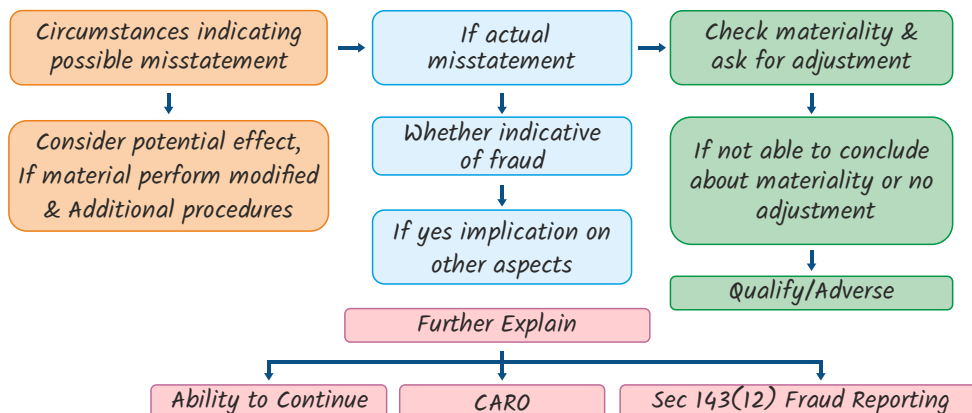 Circumstances indicating
possible misstatement
If actual
misstatement
Check materiality &
ask for adjustment
Consider potential effect,
If material perform modified
& Additional procedures
Whether indicative
of fraud
If yes implication on
other aspects
If not able to conclude
about materiality or no
adjustment
Qualify/Adverse
Further Explain
Ability to Continue
CARO
Sec 143(12) Fraud Reporting